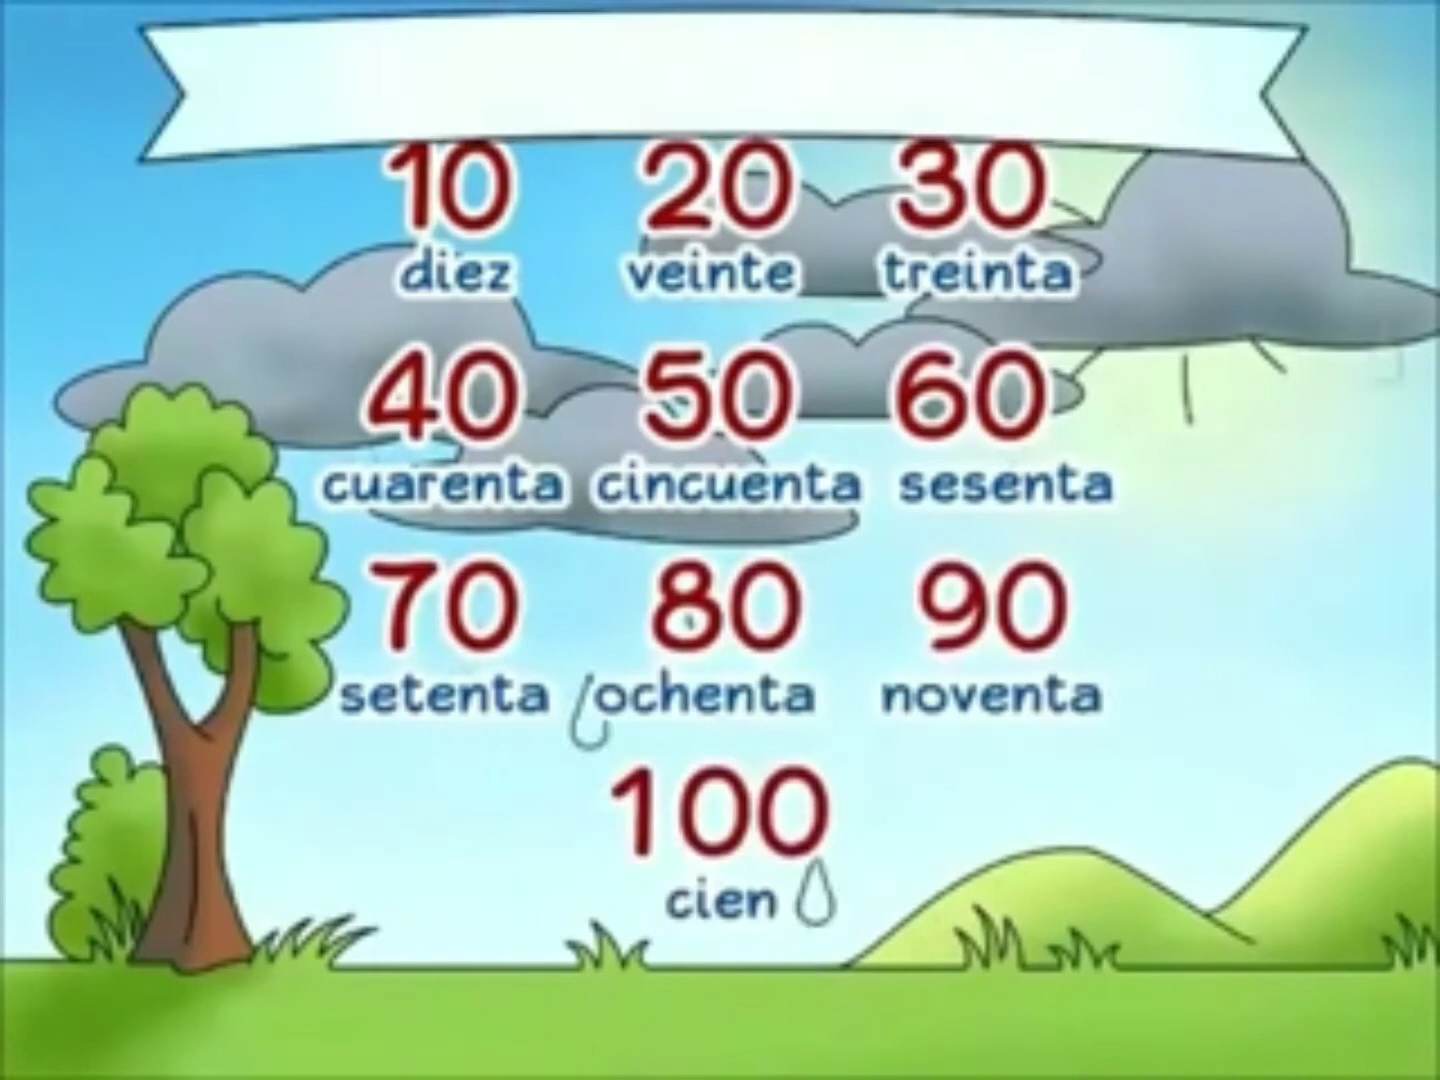 10 20 30
diez veinte treinta
40 50 60
cuarenta cincuenta sesenta
70 80 90
setenta ochenta noventa
100
cien